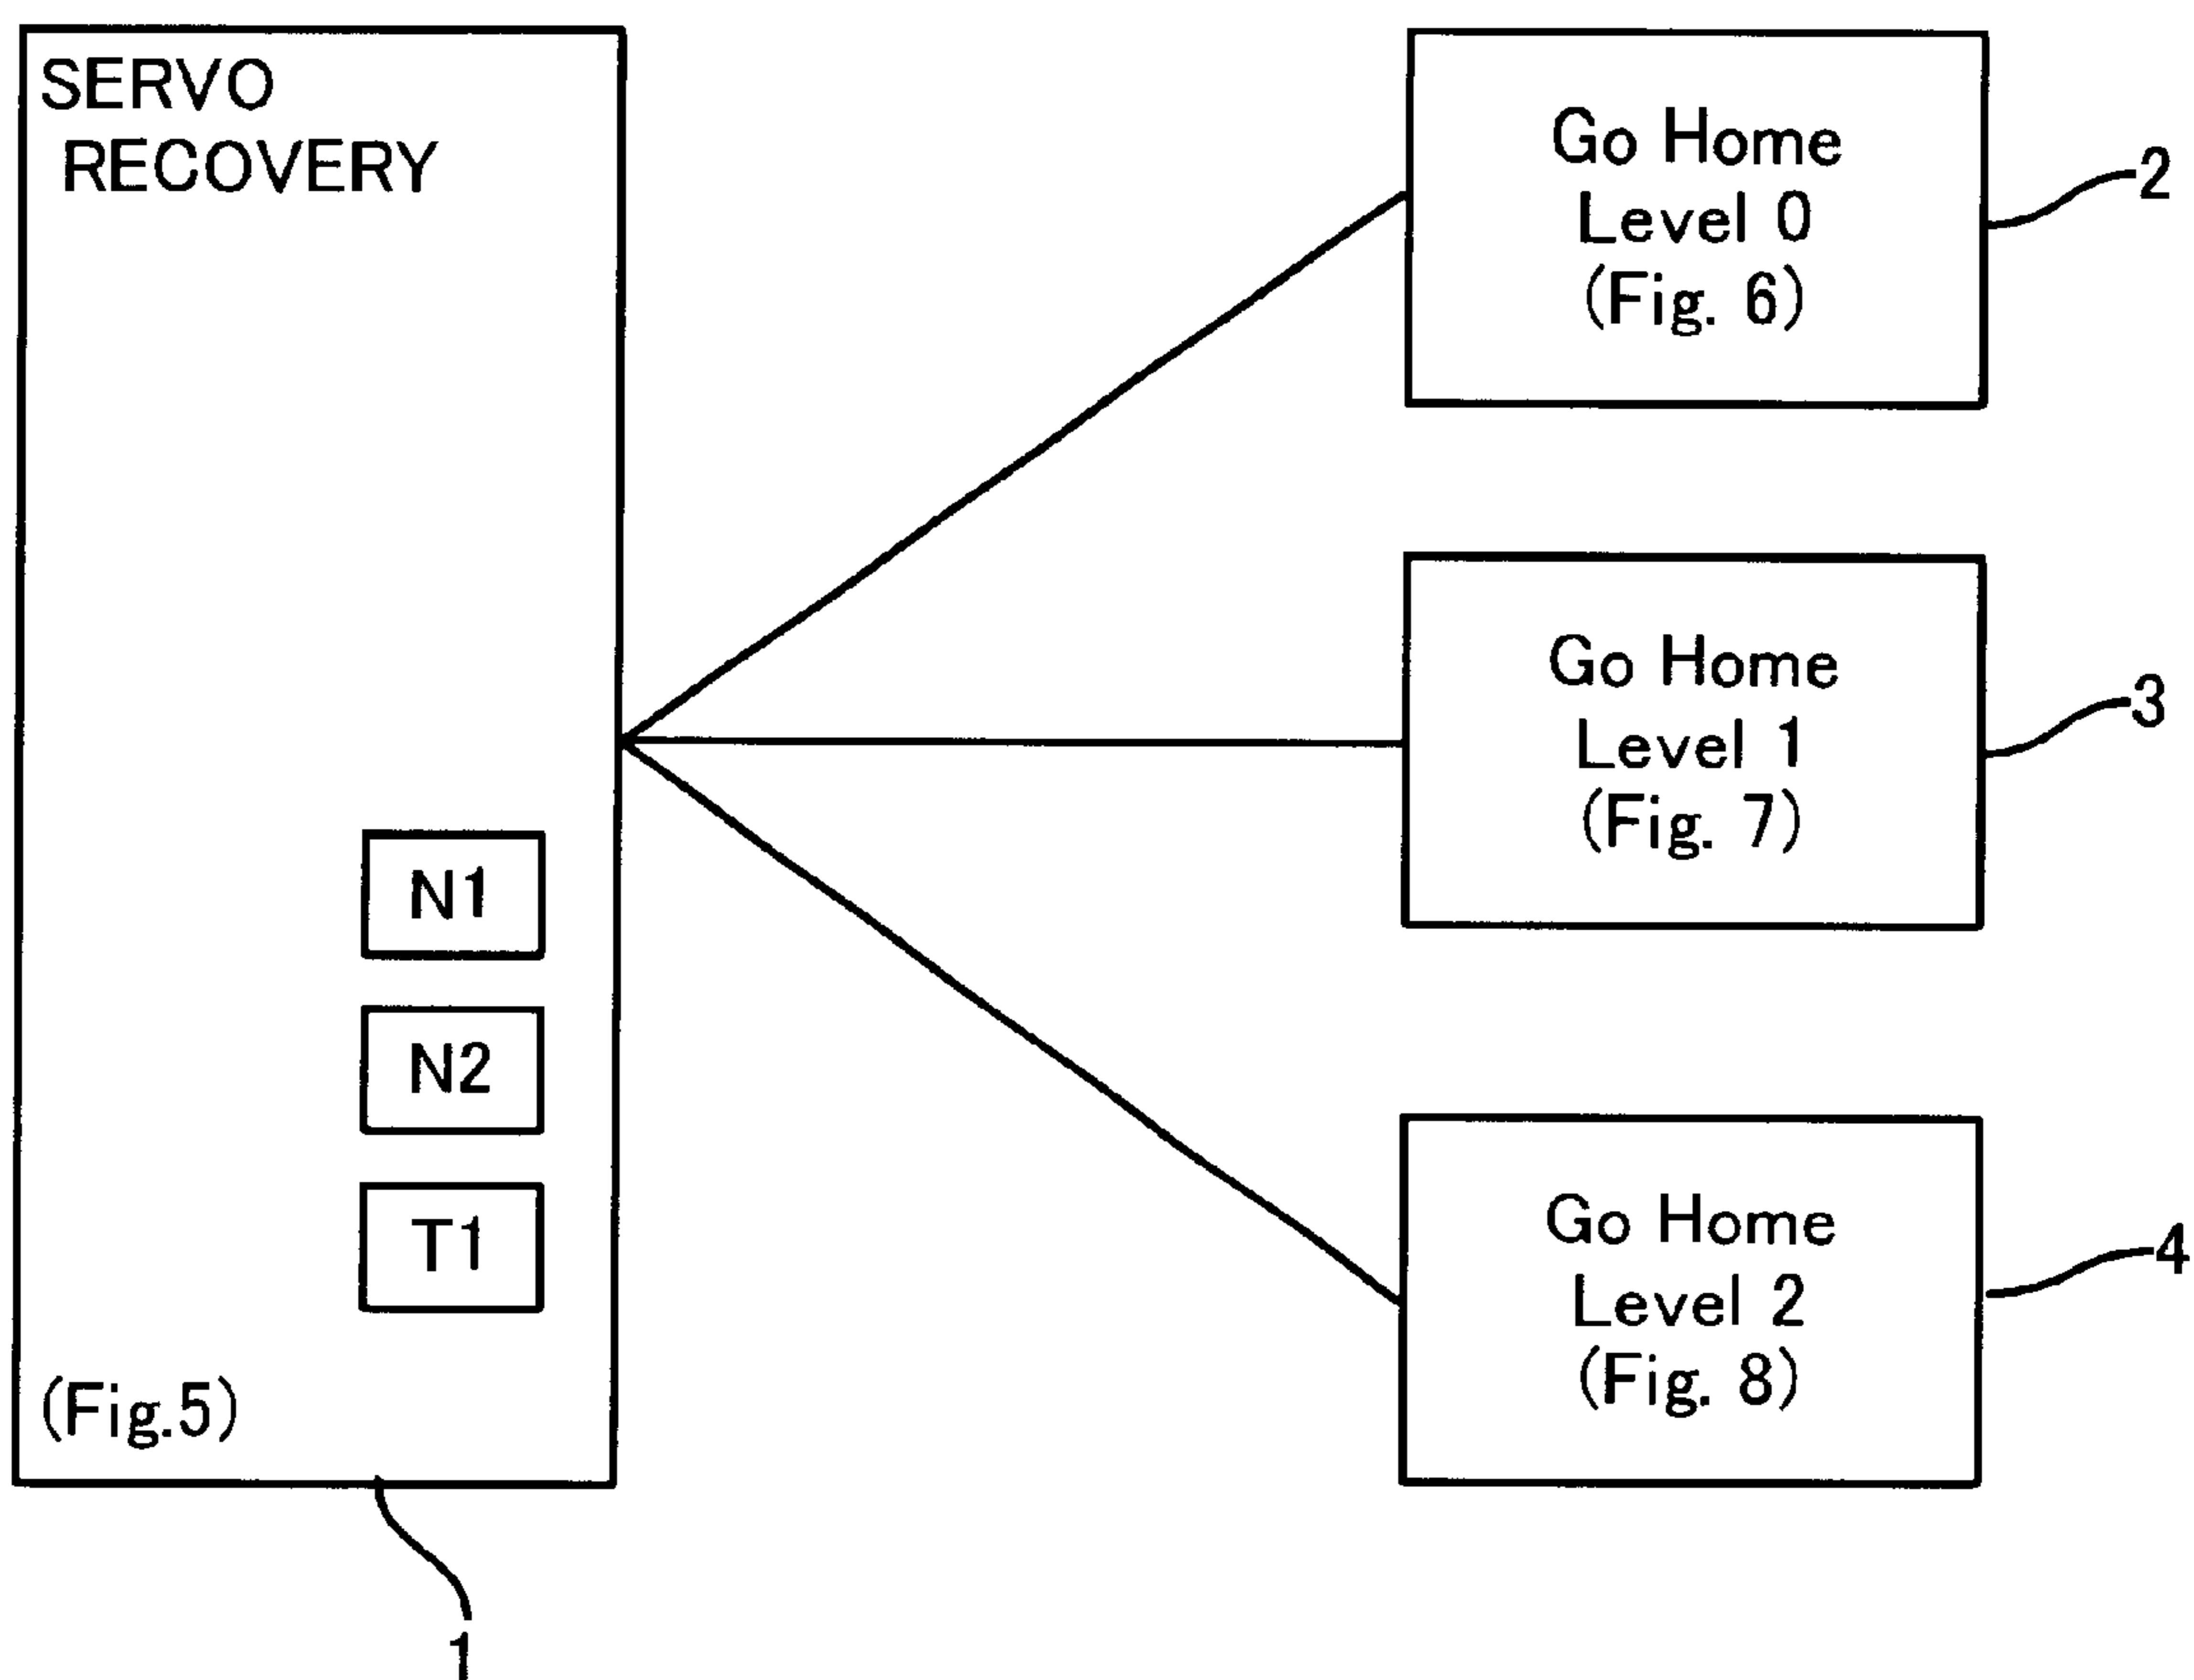 SERVO
RECOVERY
N1
N2
T1
(Fig.5)
1
Go Home
Level 0
(Fig. 6)
2
Go Home
Level 1
(Fig. 7)
3
Go Home
Level 2
(Fig. 8)
4